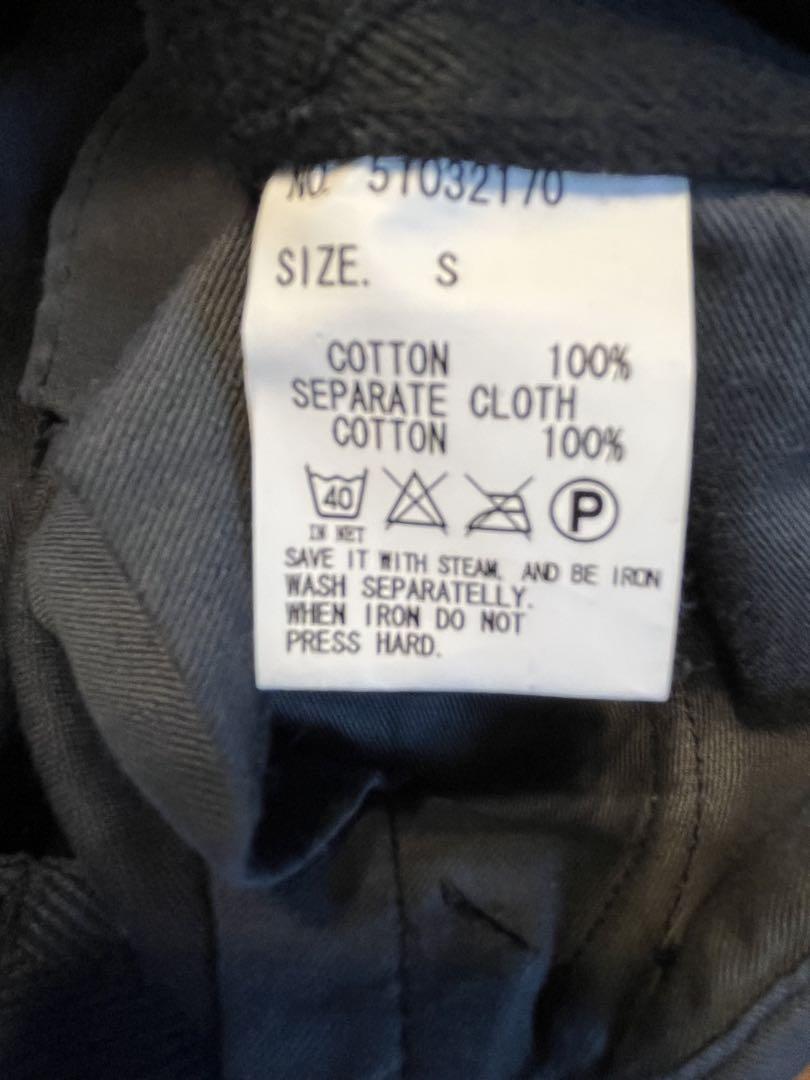 NO. 51032170
SIZE. S
COTTON 100%
SEPARATE CLOTH
COTTON 100%
40 P
IN NET
SAVE IT WITH STEAM, AND BE IRON
WASH SEPARATELLY.
WHEN IRON DO NOT
PRESS HARD.